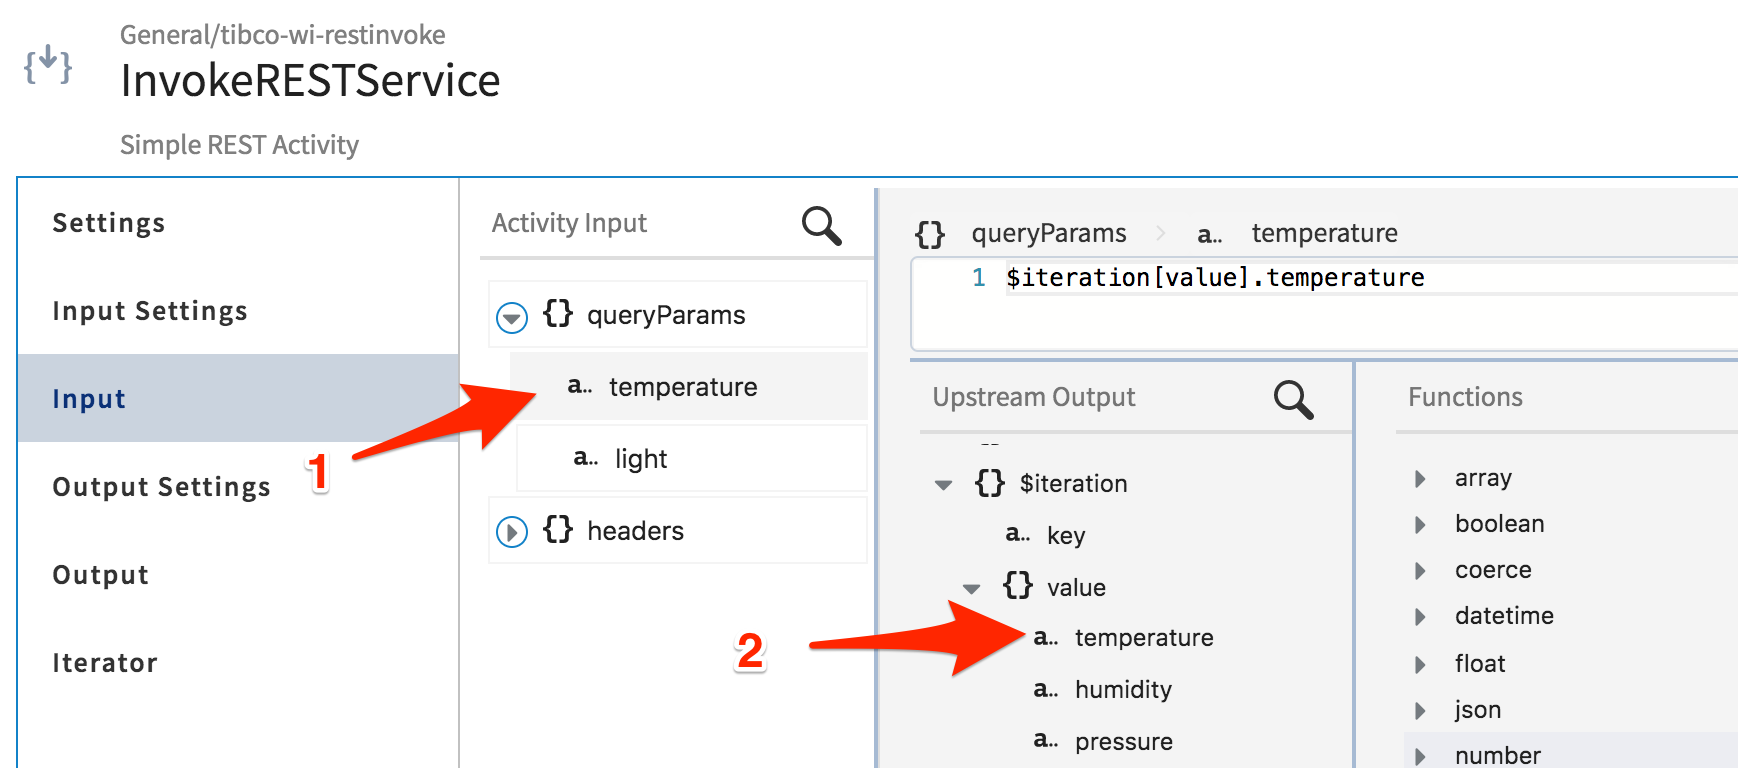 General/tibco-wi-restinvoke
InvokeRESTService
Simple REST Activity
Settings
Input Settings
Input
Output Settings
Output
Iterator
Activity Input
{} queryParams
a.. temperature
a.. light
{} headers
1
{} queryParams > a.. temperature
1 $iteration[value].temperature
Upstream Output
{} $iteration
a.. key
{} value
a.. temperature
a.. humidity
a.. pressure
2
Functions
array
boolean
coerce
datetime
float
json
number